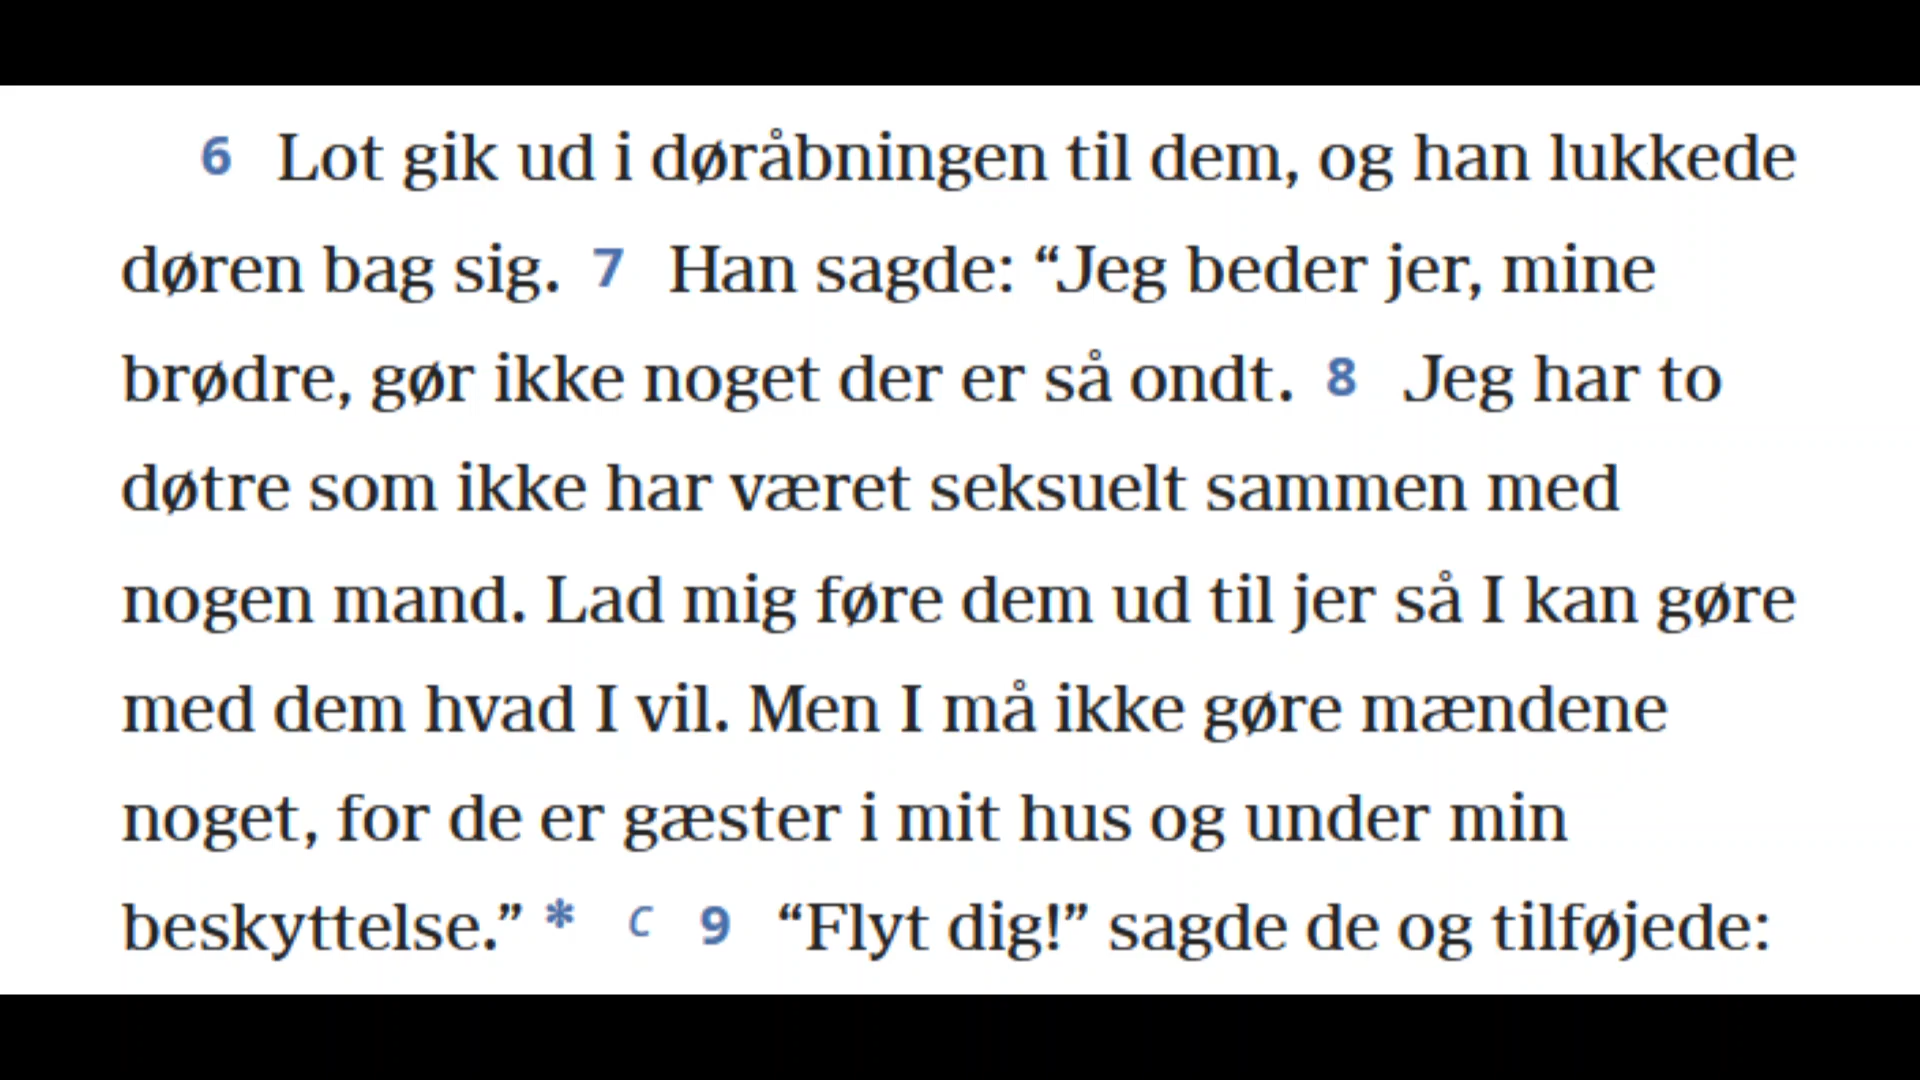 6 Lot gik ud i døråbningen til dem, og han lukkede
døren bag sig. 7 Han sagde: “Jeg beder jer, mine
brødre, gør ikke noget der er så ondt. 8 Jeg har to
døtre som ikke har været seksuelt sammen med
nogen mand. Lad mig føre dem ud til jer så I kan gøre
med dem hvad I vil. Men I må ikke gøre mændene
noget, for de er gæster i mit hus og under min
beskyttelse.” * C 9 “Flyt dig!” sagde de og tilføjede: